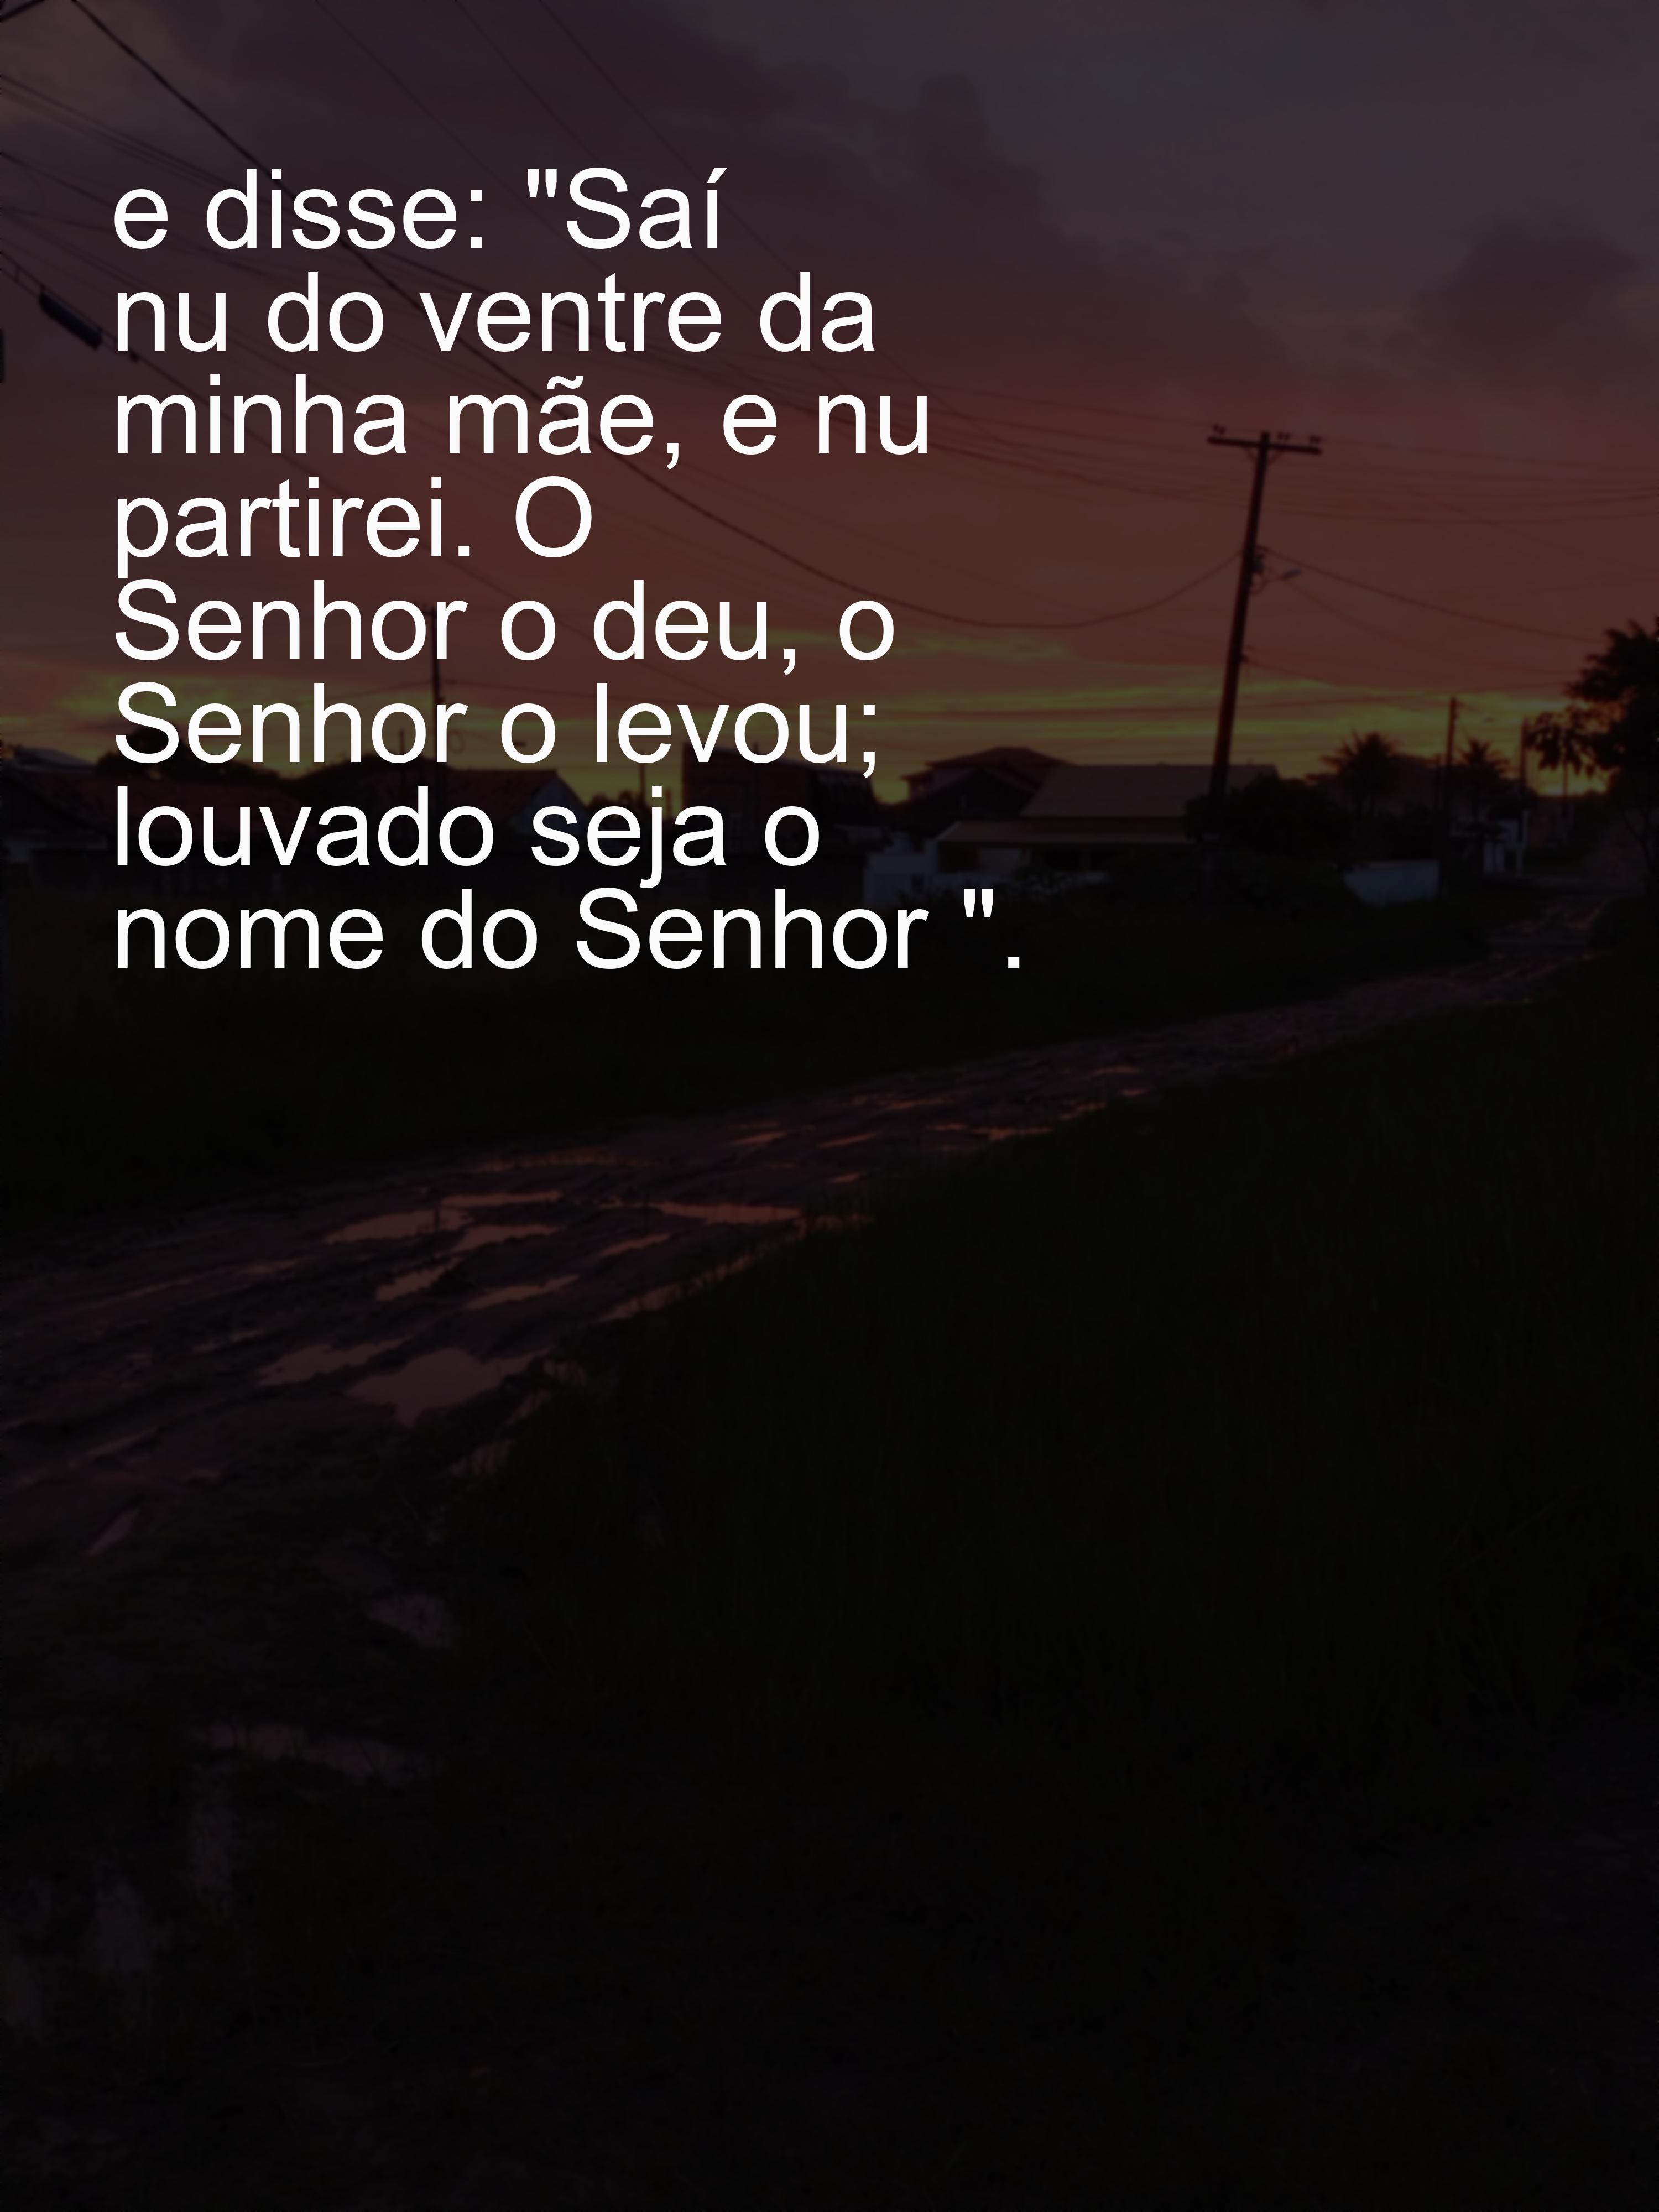 e disse: "Saí
nu do ventre da
minha mãe, e nu
partirei. O
Senhor o deu, o
Senhor o levou;
louvado seja o
nome do Senhor ".